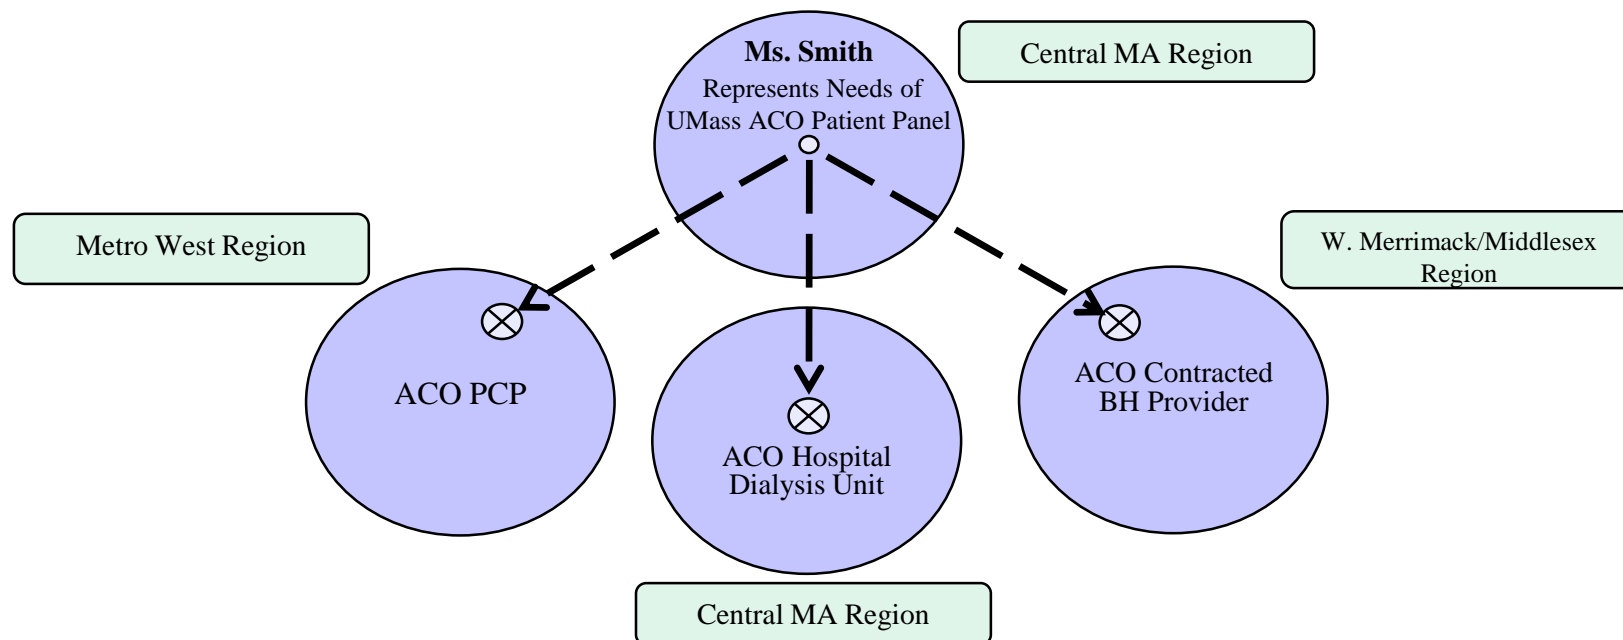 Ms. Smith
Represents Needs of
UMass ACO Patient Panel
Central MA Region
Metro West Region
W. Merrimack/Middlesex
Region
ACO PCP
ACO Hospital
Dialysis Unit
ACO Contracted
BH Provider
Central MA Region